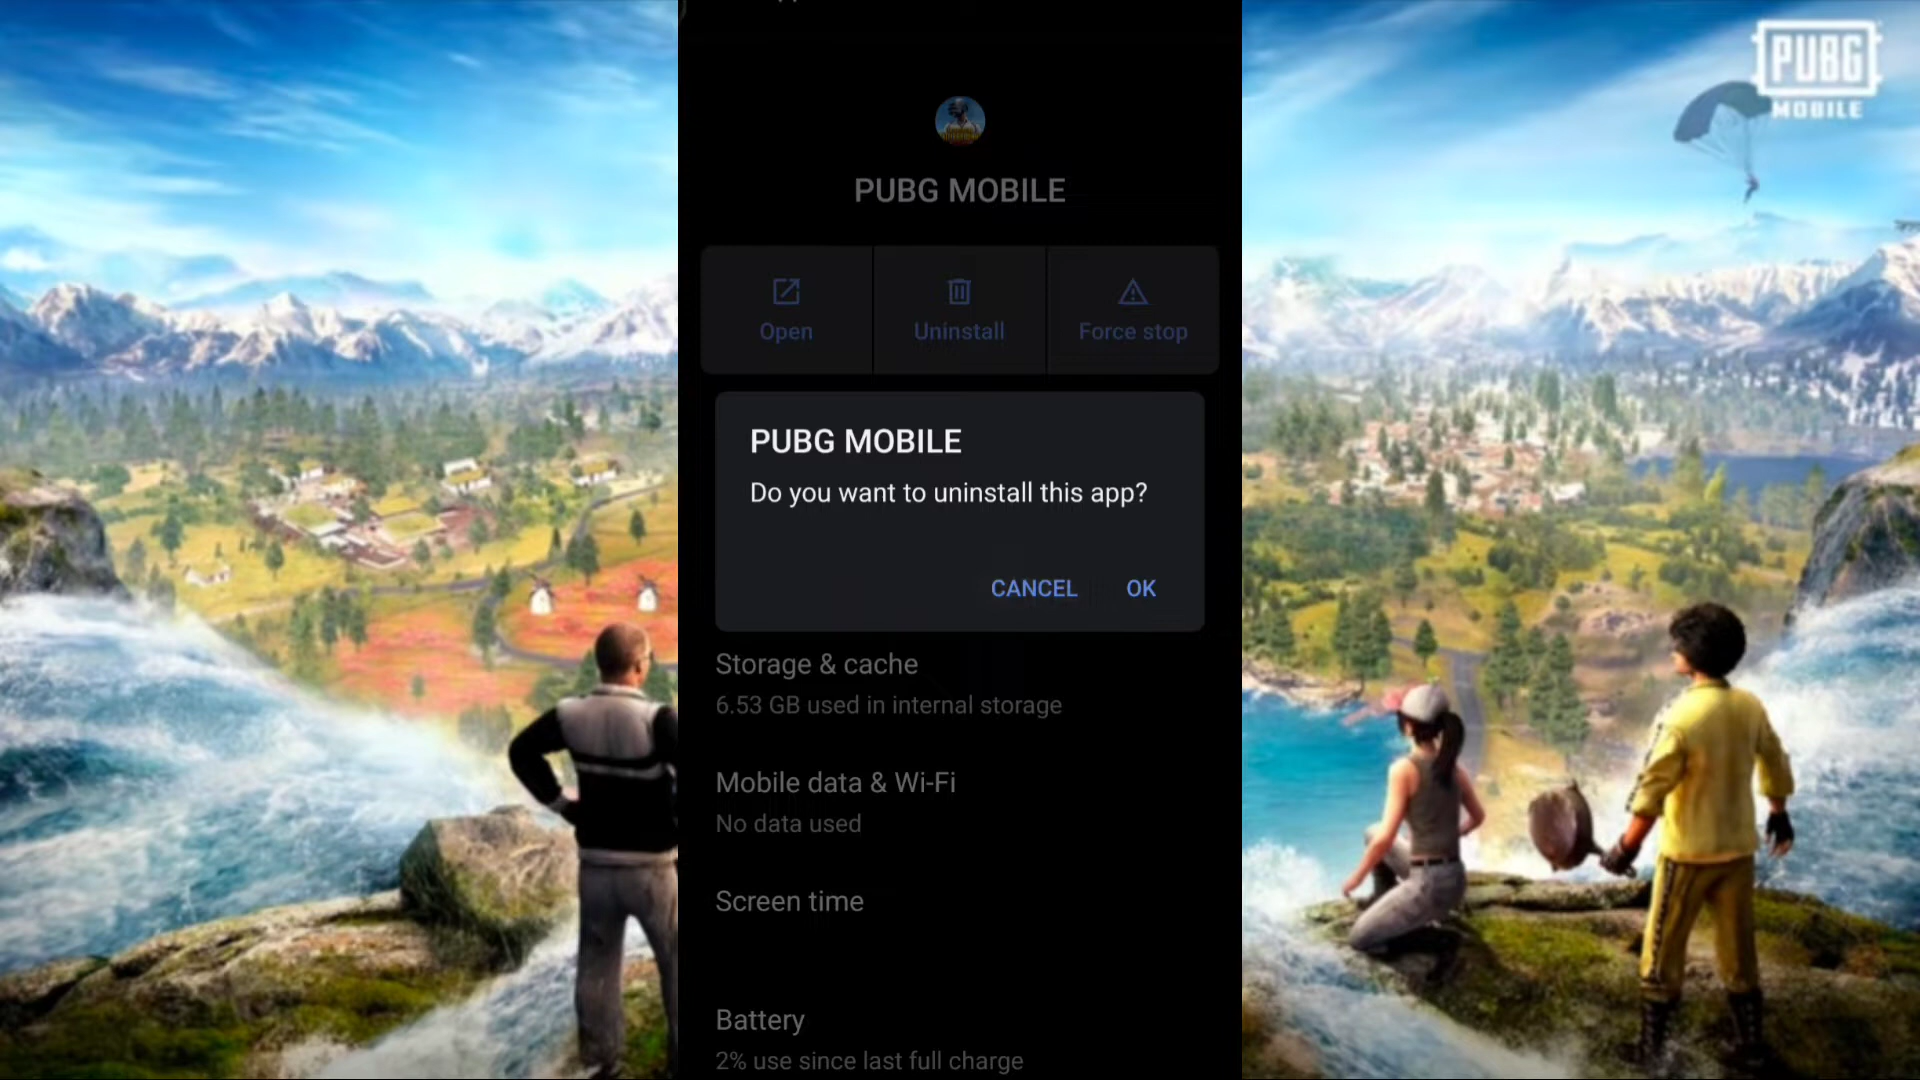 PUBG
MOBILE
PUBG MOBILE
Open
Uninstall
Force stop
PUBG MOBILE
Do you want to uninstall this app?
CANCEL
OK
Storage & cache
6.53 GB used in internal storage
Mobile data & Wi-Fi
No data used
Screen time
Battery
2% use since last full charge